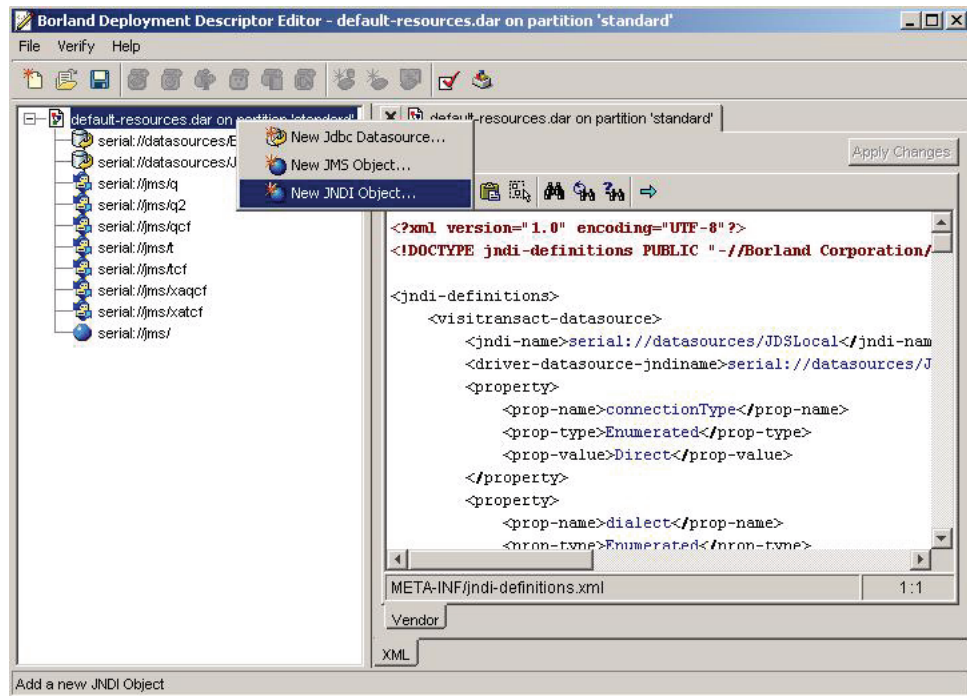 Borland Deployment Descriptor Editor - default-resources.dar on partition 'standard'
File Verify Help
default-resources.dar on partition 'standard'
serial://datasources/E
serial://datasources/J
serial://jms/q
serial://jms/q2
serial://jms/qcf
serial://jms/t
serial://jms/tcf
serial://jms/xaqcf
serial://jms/xatcf
serial://jms/
New Jdbc Datasource...
New JMS Object...
New JNDI Object...
default-resources.dar on partition 'standard'
Apply Changes
<?xml version="1.0" encoding="UTF-8"?>
<!DOCTYPE jndi-definitions PUBLIC "-//Borland Corporation/
<jndi-definitions>
<visitransact-datasource>
<jndi-name>serial://datasources/JDSLocal</jndi-nam
<driver-datasource-jndiname>serial://datasources/J
<property>
<prop-name>connectionType</prop-name>
<prop-type>Enumerated</prop-type>
<prop-value>Direct</prop-value>
</property>
<property>
<prop-name>dialect</prop-name>
<prop-type>Enumerated</prop-type>
META-INF/jndi-definitions.xml 1:1
Vendor
XML
Add a new JNDI Object